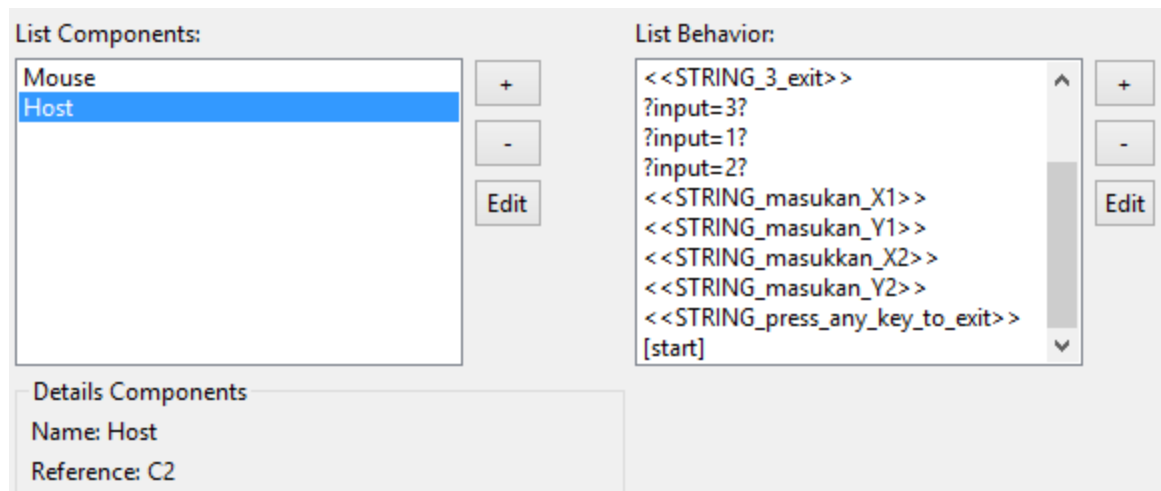 List Components:
Mouse
Host
+
-
Edit
Details Components
Name: Host
Reference: C2
List Behavior:
<<STRING_3_exit>>
?input=3?
?input=1?
?input=2?
<<STRING_masukan_X1>>
<<STRING_masukan_Y1>>
<<STRING_masukkan_X2>>
<<STRING_masukan_Y2>>
<<STRING_press_any_key_to_exit>>
[start]
+
-
Edit